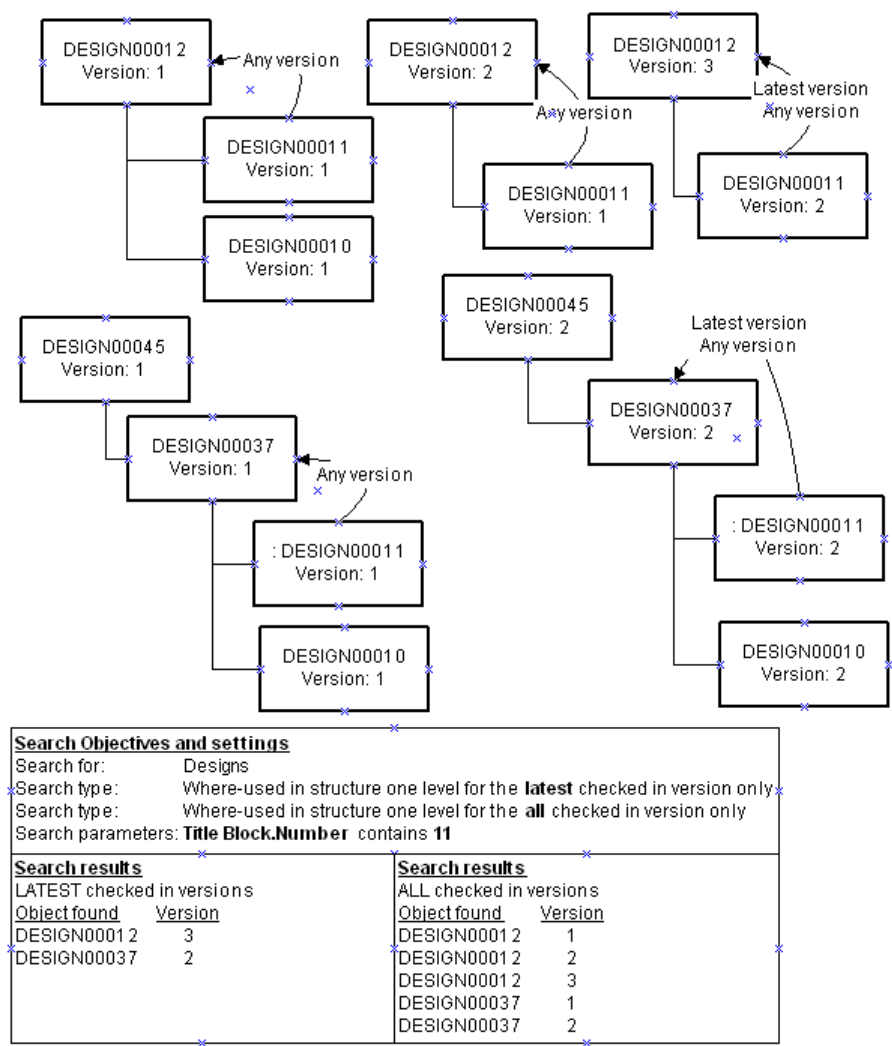 DESIGN00012
Version: 1
Any version
DESIGN00011
Version: 1
DESIGN00010
Version: 1
DESIGN00012
Version: 2
Any version
DESIGN00011
Version: 1
DESIGN00012
Version: 3
Latest version
Any version
DESIGN00011
Version: 2
DESIGN00045
Version: 1
DESIGN00037
Version: 1
Any version
: DESIGN00011
Version: 1
DESIGN00010
Version: 1
DESIGN00045
Version: 2
Latest version
Any version
DESIGN00037
Version: 2
: DESIGN00011
Version: 2
DESIGN00010
Version: 2
Search Objectives and settings
Search for: Designs
Search type: Where-used in structure one level for the latest checked in version only
Search type: Where-used in structure one level for the all checked in version only
Search parameters: Title Block.Number contains 11
Search results
LATEST checked in versions
Object found Version
DESIGN00012 3
DESIGN00037 2
Search results
ALL checked in versions
Object found Version
DESIGN00012 1
DESIGN00012 2
DESIGN00012 3
DESIGN00037 1
DESIGN00037 2